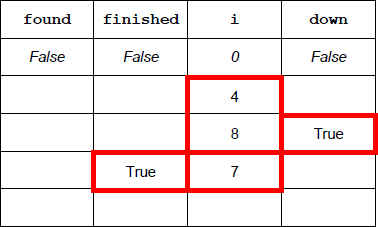 found finished i down
False False 0 False
4
8 True
True 7